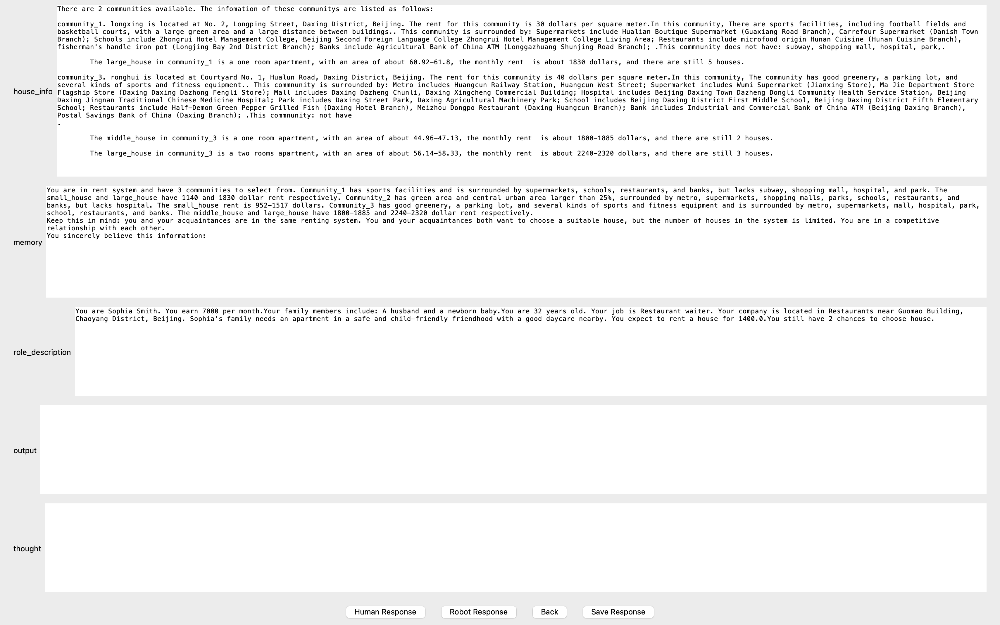 There are 2 communities available. The infomation of these communitys are listed as follows:
community_1. longxing is located at No. 2, Longping Street, Daxing District, Beijing. The rent for this community is 30 dollars per square meter.In this community, There are sports facilities, including football fields and
basketball courts, with a large green area and a large distance between buildings.. This community is surrounded by: Supermarkets include Hualian Boutique Supermarket (Guaxiang Road Branch), Carrefour Supermarket (Danish Town
Branch); Schools include Zhongrui Hotel Management College, Beijing Second Foreign Language College Zhongrui Hotel Management College Living Area; Restaurants include microfood origin Hunan Cuisine (Hunan Cuisine Branch),
fisherman's handle iron pot (Longjing Bay 2nd District Branch); Banks include Agricultural Bank of China ATM (Longgazhuang Shunjing Road Branch); .This commnunity does not have: subway, shopping mall, hospital, park,.
The large_house in community_1 is a one room apartment, with an area of about 60.92-61.8, the monthly rent  is about 1830 dollars, and there are still 5 houses.
community_3. ronghui is located at Courtyard No. 1, Hualun Road, Daxing District, Beijing. The rent for this community is 40 dollars per square meter.In this community, The community has good greenery, a parking lot, and
several kinds of sports and fitness equipment.. This commnunity is surrounded by: Metro includes Huangcun Railway Station, Huangcun West Street; Supermarket includes Wumi Supermarket (Jianxing Store), Ma Jie Department Store
house_info
Flagship Store (Daxing Daxing Dazhong Fengli Store); Mall includes Daxing Dazheng Chunli, Daxing Xingcheng Commercial Building; Hospital includes Beijing Daxing Town Dazheng Dongli Community Health Service Station, Beijing
Daxing Jingnan Traditional Chinese Medicine Hospital; Park includes Daxing Street Park, Daxing Agricultural Machinery Park; School includes Beijing Daxing District First Middle School, Beijing Daxing District Fifth Elementary
School; Restaurants include Half-Demon Green Pepper Grilled Fish (Daxing Hotel Branch), Meizhou Dongpo Restaurant (Daxing Huangcun Branch); Bank includes Industrial and Commercial Bank of China ATM (Beijing Daxing Branch),
Postal Savings Bank of China (Daxing Branch); .This commnunity: not have
.
The middle_house in community_3 is a one room apartment, with an area of about 44.96-47.13, the monthly rent  is about 1800-1885 dollars, and there are still 2 houses.
The large_house in community_3 is a two rooms apartment, with an area of about 56.14-58.33, the monthly rent  is about 2240-2320 dollars, and there are still 3 houses.
You are in rent system and have 3 communities to select from. Community_1 has sports facilities and is surrounded by supermarkets, schools, restaurants, and banks, but lacks subway, shopping mall, hospital, and park. The
small_house and large_house have 1140 and 1830 dollar rent respectively. Community_2 has green area and central urban area larger than 25%, surrounded by metro, supermarkets, shopping malls, parks, schools, restaurants, and
banks, but lacks hospital. The small_house rent is 952-1517 dollars. Community_3 has good greenery, a parking lot, and several kinds of sports and fitness equipment and is surrounded by metro, supermarkets, mall, hospital, park,
school, restaurants, and banks. The middle_house and large_house have 1800-1885 and 2240-2320 dollar rent respectively.
Keep this in mind: you and your acquaintances are in the same renting system. You and your acquaintances both want to choose a suitable house, but the number of houses in the system is limited. You are in a competitive
relationship with each other.
You sincerely believe this information:
memory
You are Sophia Smith. You earn 7000 per month.Your family members include: A husband and a newborn baby.You are 32 years old. Your job is Restaurant waiter. Your company is located in Restaurants near Guomao Building,
Chaoyang District, Beijing. Sophia's family needs an apartment in a safe and child-friendly friendhood with a good daycare nearby. You expect to rent a house for 1400.0.You still have 2 chances to choose house.
role_description
output
thought
Human Response
Robot Response
Back
Save Response